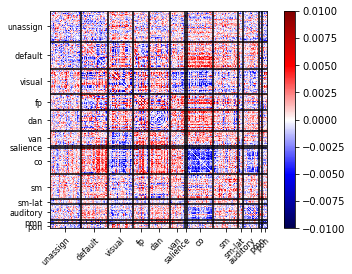 unassign
default
visual
fp
dan
van
salience
co
sm
sm-lat
auditory
pmn
pon
unassign
default
visual
fp
dan
van
salience
co
sm
sm-lat
auditory
0.0100
0.0075
0.0050
0.0025
0.0000
−0.0025
−0.0050
−0.0075
−0.0100